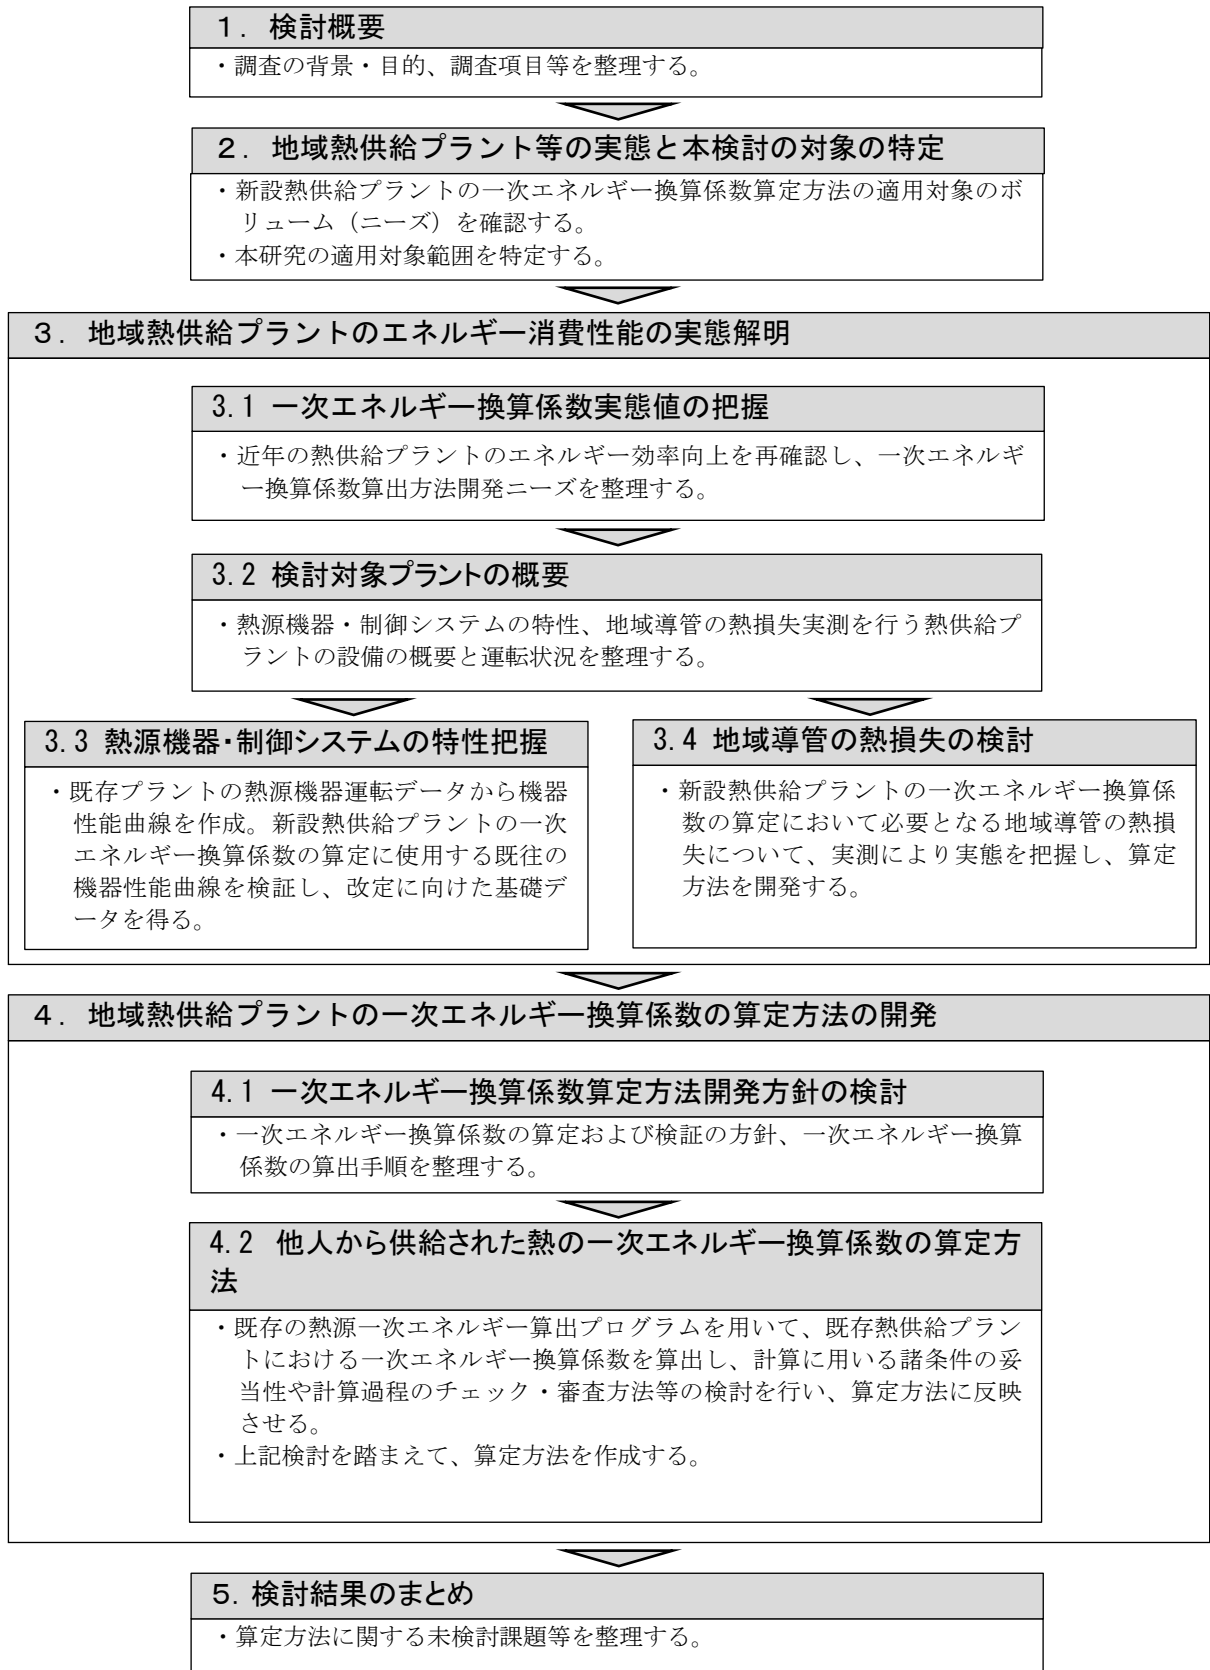 １．検討概要
・調査の背景・目的、調査項目等を整理する。
２．地域熱供給プラント等の実態と本検討の対象の特定
・新設熱供給プラントの一次エネルギー換算係数算定方法の適用対象のボ
リューム（ニーズ）を確認する。
・本研究の適用対象範囲を特定する。
３．地域熱供給プラントのエネルギー消費性能の実態解明
3.1 一次エネルギー換算係数実態値の把握
・近年の熱供給プラントのエネルギー効率向上を再確認し、一次エネルギ
ー換算係数算出方法開発ニーズを整理する。
3.2 検討対象プラントの概要
・熱源機器・制御システムの特性、地域導管の熱損失実測を行う熱供給プ
ラントの設備の概要と運転状況を整理する。
3.3 熱源機器・制御システムの特性把握
・既存プラントの熱源機器運転データから機器
性能曲線を作成。新設熱供給プラントの一次
エネルギー換算係数の算定に使用する既往の
機器性能曲線を検証し、改定に向けた基礎デ
ータを得る。
3.4 地域導管の熱損失の検討
・新設熱供給プラントの一次エネルギー換算係
数の算定において必要となる地域導管の熱損
失について、実測により実態を把握し、算定
方法を開発する。
４．地域熱供給プラントの一次エネルギー換算係数の算定方法の開発
4.1 一次エネルギー換算係数算定方法開発方針の検討
・一次エネルギー換算係数の算定および検証の方針、一次エネルギー換算
係数の算出手順を整理する。
4.2 他人から供給された熱の一次エネルギー換算係数の算定方
法
・既存の熱源一次エネルギー算出プログラムを用いて、既存熱供給プラン
トにおける一次エネルギー換算係数を算出し、計算に用いる諸条件の妥
当性や計算過程のチェック・審査方法等の検討を行い、算定方法に反映
させる。
・上記検討を踏まえて、算定方法を作成する。
５．検討結果のまとめ
・算定方法に関する未検討課題等を整理する。